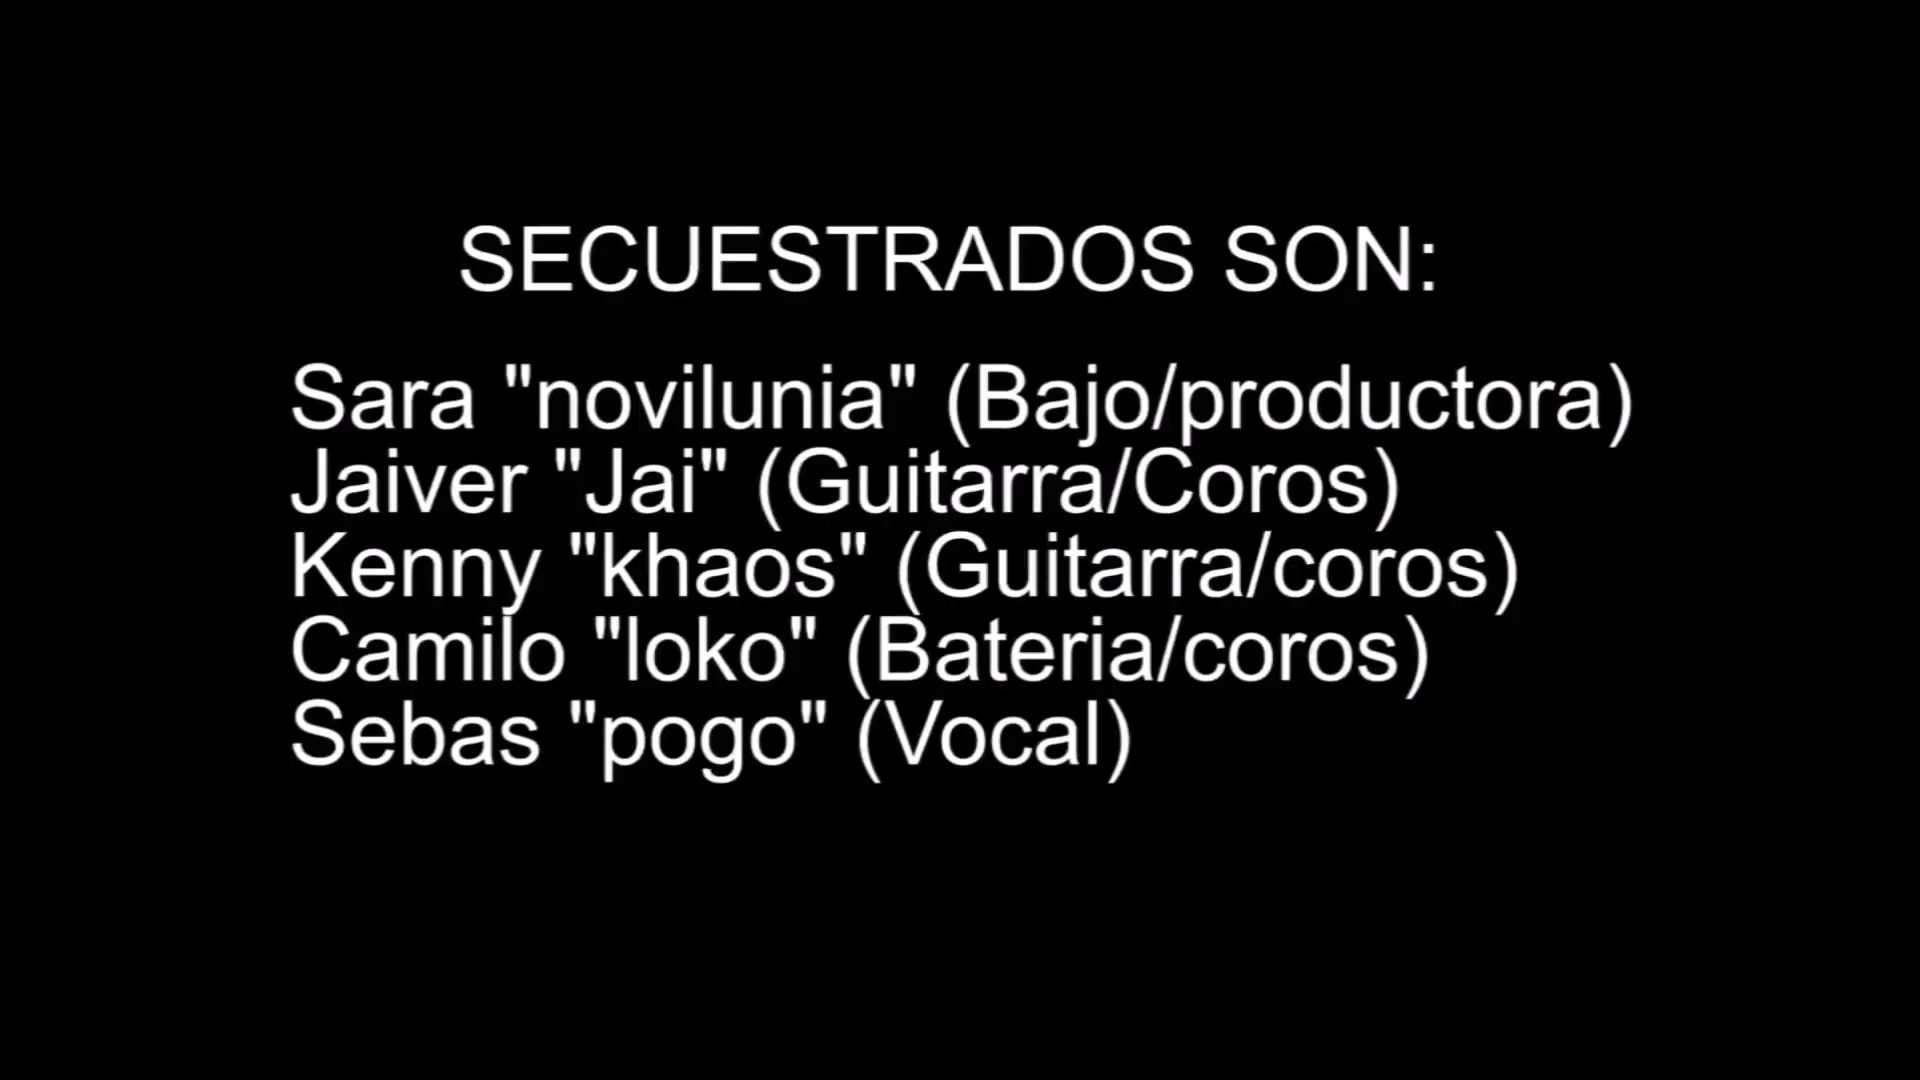 SECUESTRADOS SON:
Sara "novilunia" (Bajo/productora)
Jaiver "Jai" (Guitarra/Coros)
Kenny "khaos" (Guitarra/coros)
Camilo "loko" (Bateria/coros)
Sebas "pogo" (Vocal)